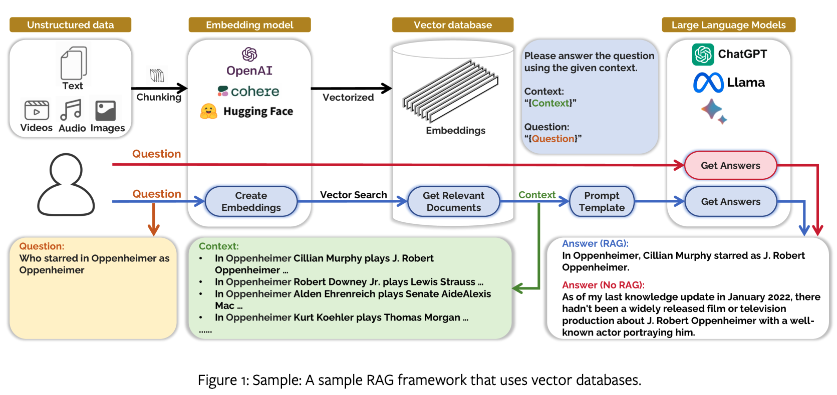 Unstructured data
Embedding model
Vector database
Large Language Models
Text
Videos
Audio
Images
Chunking
OpenAI
cohere
Hugging Face
Vectorized
Embeddings
Please answer the question
using the given context.
Context:
“{Context}”
Question:
“{Question}”
ChatGPT
Llama
Question
Get Answers
Question
Create
Embeddings
Vector Search
Get Relevant
Documents
Context
Prompt
Template
Get Answers
Question:
Who starred in Oppenheimer as
Oppenheimer
Context:
• In Oppenheimer Cillian Murphy plays J. Robert
Oppenheimer ...
• In Oppenheimer Robert Downey Jr. plays Lewis Strauss ...
• In Oppenheimer Alden Ehrenreich plays Senate AideAlexis
Mac ...
• In Oppenheimer Kurt Koehler plays Thomas Morgan ...
......
Answer (RAG):
In Oppenheimer, Cillian Murphy starred as J. Robert
Oppenheimer.
Answer (No RAG):
As of my last knowledge update in January 2022, there
hadn't been a widely released film or television
production about J. Robert Oppenheimer with a well-
known actor portraying him.
Figure 1: Sample: A sample RAG framework that uses vector databases.